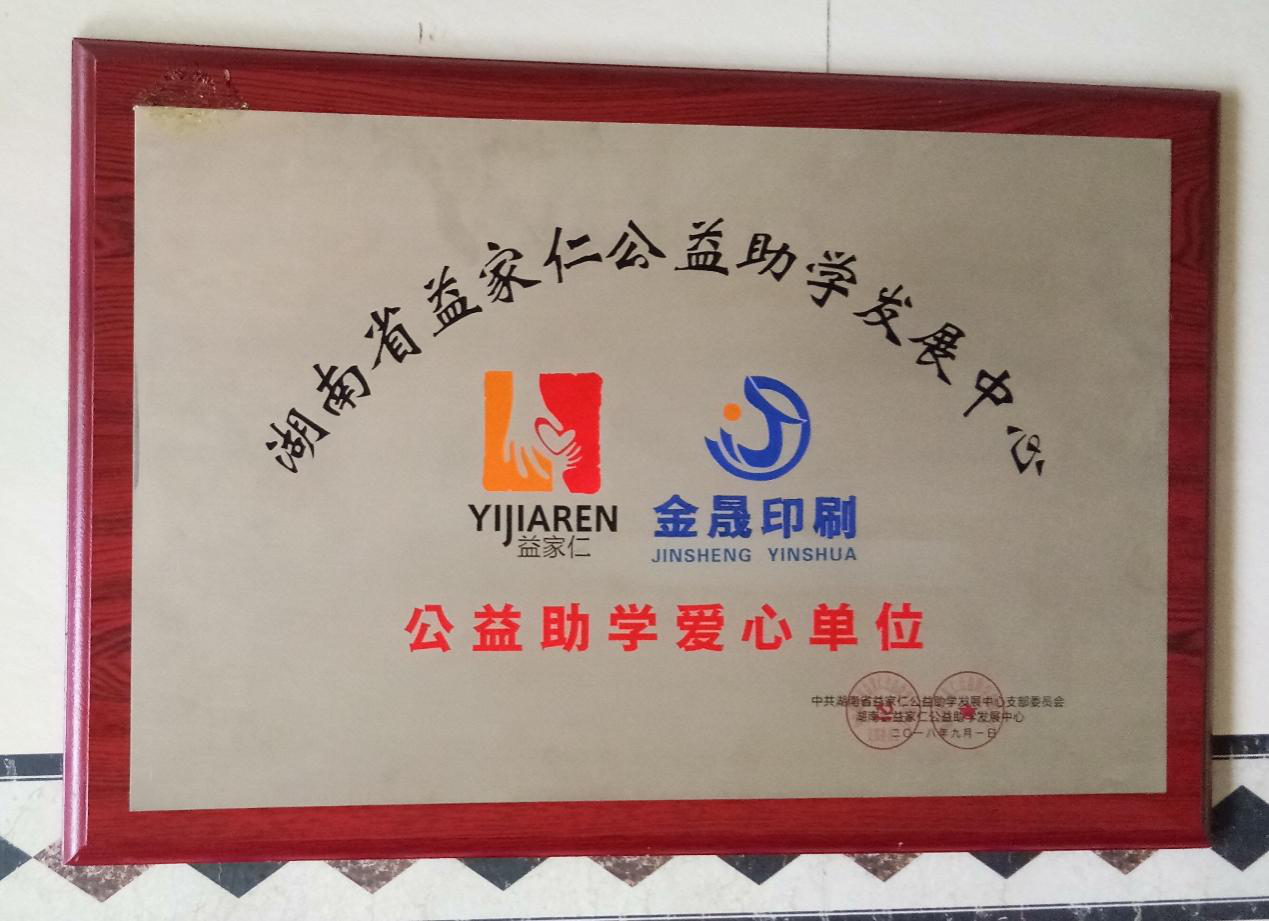 湖南省益家仁公益助学发展中心
YIJIAREN
益家仁
金晟印刷
JINSHENG YINSHUA
公益助学爱心单位
中共湖南省益家仁公益助学发展中心支部委员会
湖南省益家仁公益助学发展中心
二〇一八年九月一日